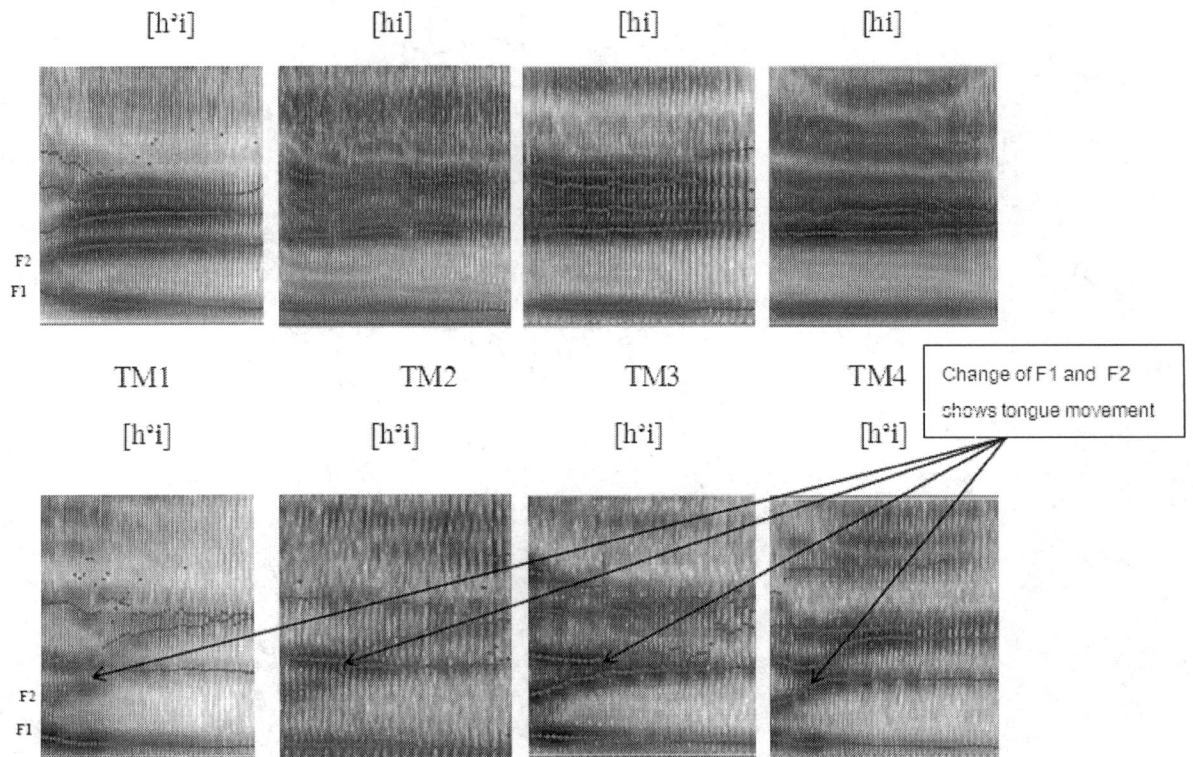 [hᵊi] [hi] [hi] [hi]
F2
F1
TM1 TM2 TM3 TM4
Change of F1 and F2
shows tongue movement
[hᵊi] [hᵊi] [hᵊi] [hᵊi]
F2
F1